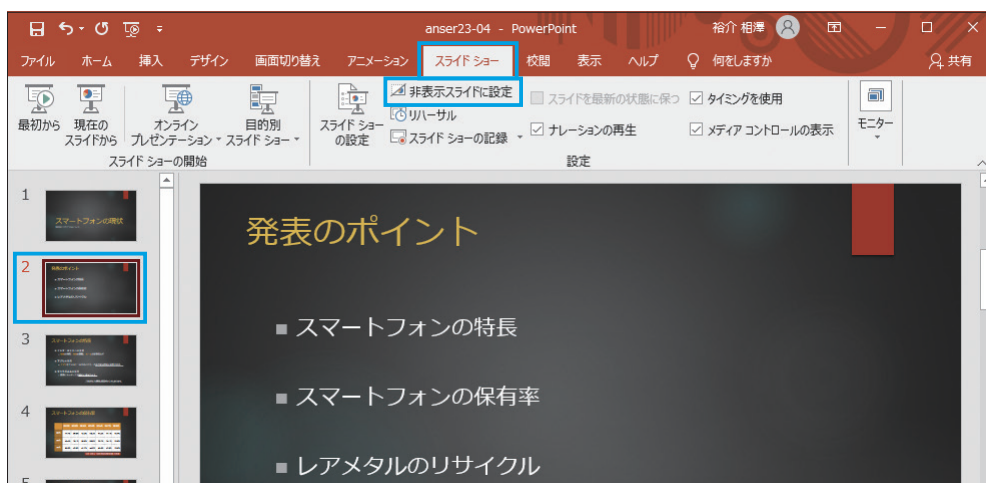 anser23-04 - PowerPoint
裕介 相澤
ファイル ホーム 挿入 デザイン 画面切り替え アニメーション スライド ショー 校閲 表示 ヘルプ 何をしますか 共有
最初から
現在の
スライドから
オンライン
プレゼンテーション
目的別
スライド ショー
スライド ショーの開始
スライド ショー
の設定
非表示スライドに設定
リハーサル
スライド ショーの記録
スライドを最新の状態に保つ
ナレーションの再生
タイミングを使用
メディア コントロールの表示
設定
モニター
1
スマートフォンの現状
2
発表のポイント
3
4
5
発表のポイント
■ スマートフォンの特長
■ スマートフォンの保有率
■ レアメタルのリサイクル